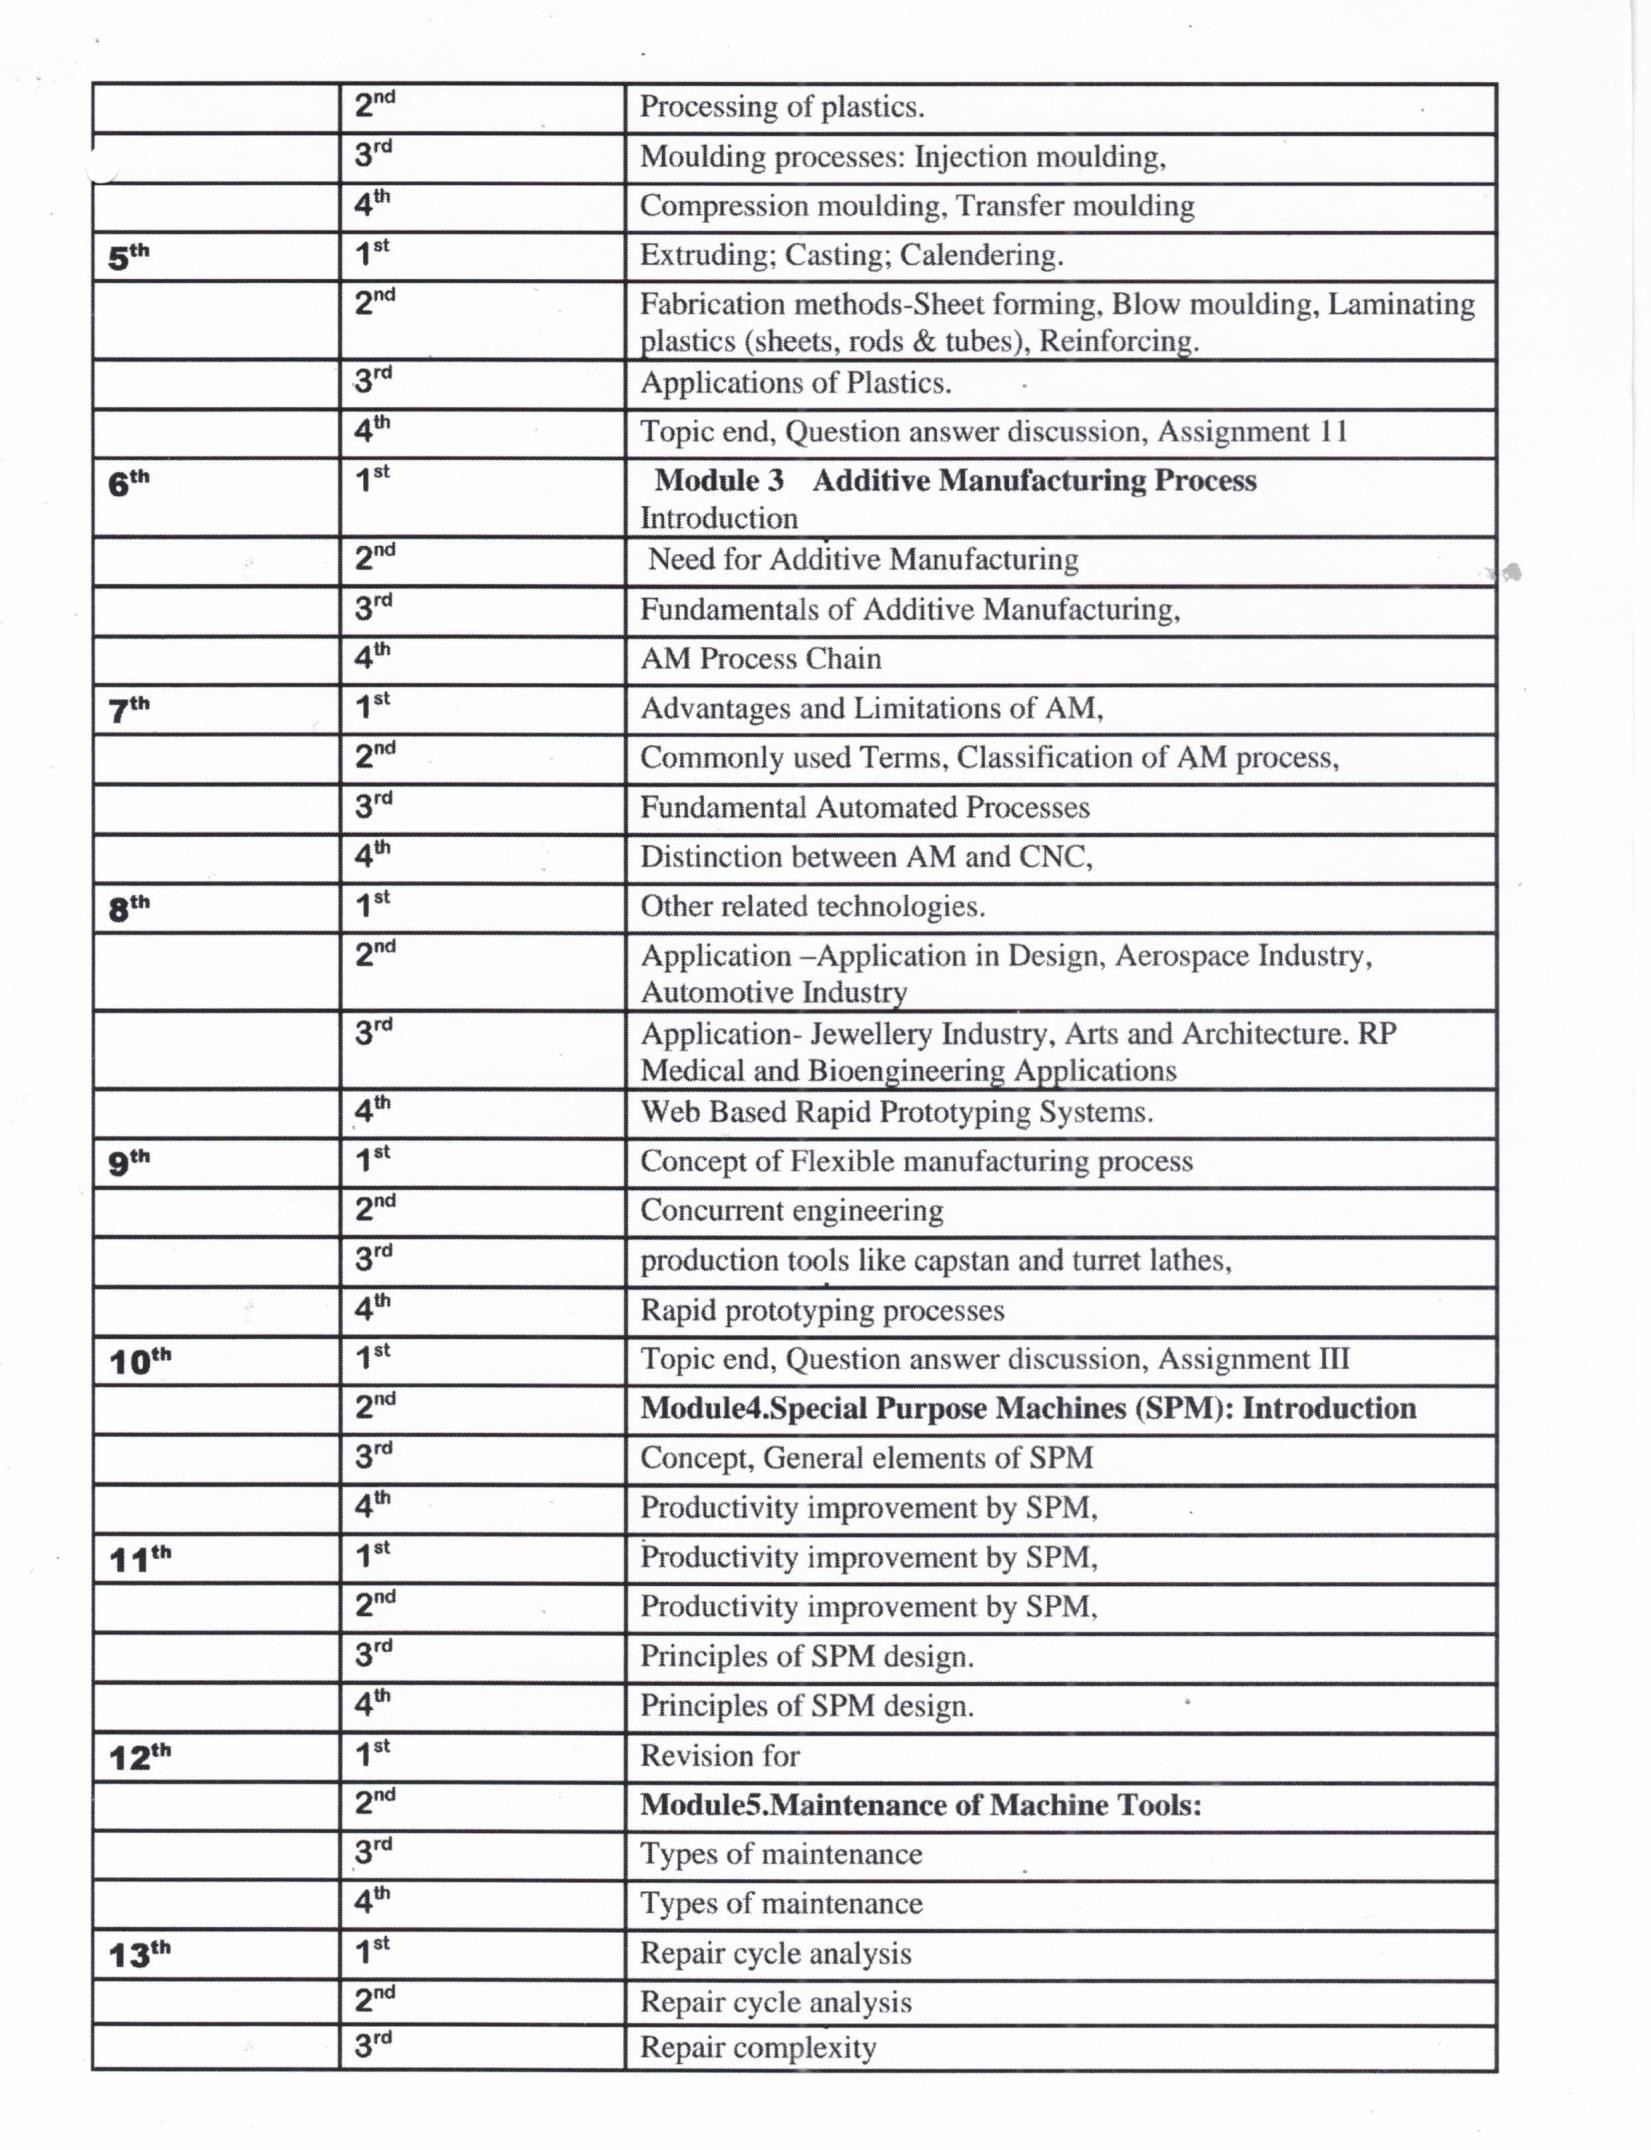 2nd Processing of plastics.
3rd Moulding processes: Injection moulding,
4th Compression moulding, Transfer moulding
5th 1st Extruding; Casting; Calendering.
2nd Fabrication methods-Sheet forming, Blow moulding, Laminating
plastics (sheets, rods & tubes), Reinforcing.
3rd Applications of Plastics.
4th Topic end, Question answer discussion, Assignment 11
6th 1st Module 3 Additive Manufacturing Process
Introduction
2nd Need for Additive Manufacturing
3rd Fundamentals of Additive Manufacturing,
4th AM Process Chain
7th 1st Advantages and Limitations of AM,
2nd Commonly used Terms, Classification of AM process,
3rd Fundamental Automated Processes
4th Distinction between AM and CNC,
8th 1st Other related technologies.
2nd Application –Application in Design, Aerospace Industry,
Automotive Industry
3rd Application- Jewellery Industry, Arts and Architecture. RP
Medical and Bioengineering Applications
4th Web Based Rapid Prototyping Systems.
9th 1st Concept of Flexible manufacturing process
2nd Concurrent engineering
3rd production tools like capstan and turret lathes,
4th Rapid prototyping processes
10th 1st Topic end, Question answer discussion, Assignment III
2nd Module4.Special Purpose Machines (SPM): Introduction
3rd Concept, General elements of SPM
4th Productivity improvement by SPM,
11th 1st Productivity improvement by SPM,
2nd Productivity improvement by SPM,
3rd Principles of SPM design.
4th Principles of SPM design.
12th 1st Revision for
2nd Module5.Maintenance of Machine Tools:
3rd Types of maintenance
4th Types of maintenance
13th 1st Repair cycle analysis
2nd Repair cycle analysis
3rd Repair complexity